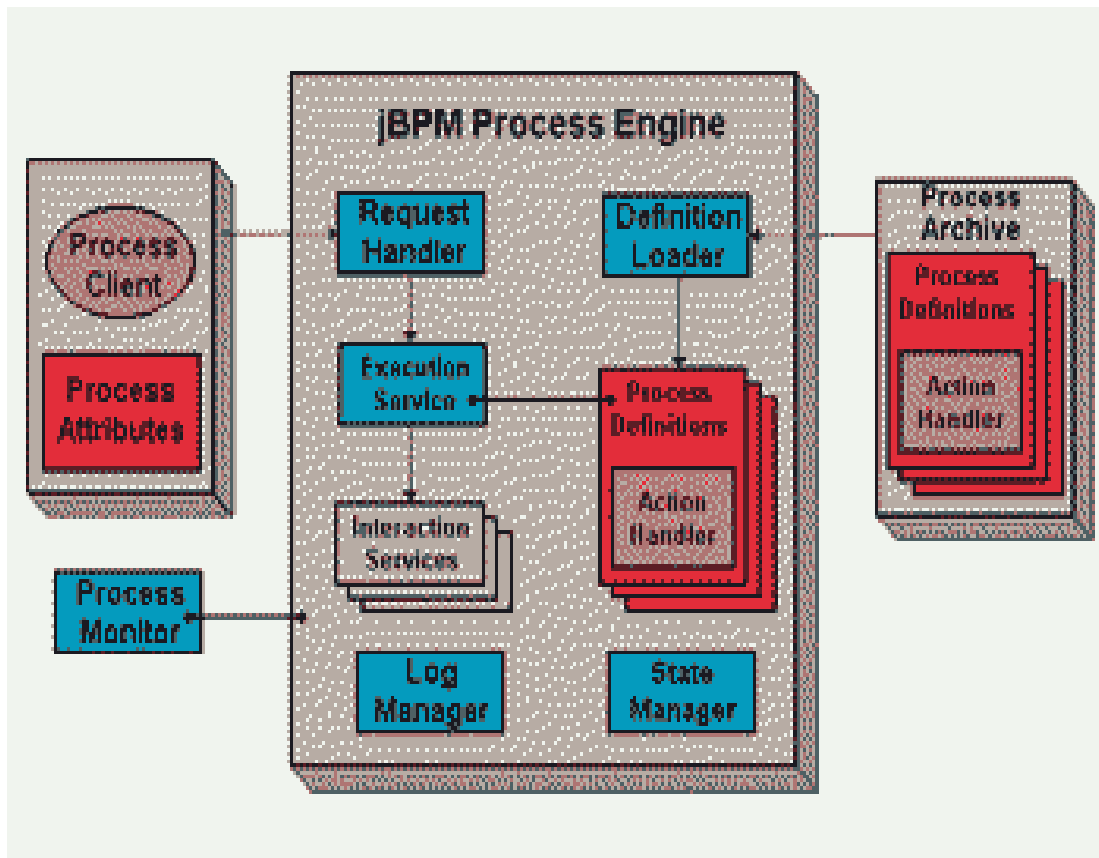 jBPM Process Engine
Process
Client
Process
Attributes
Process
Monitor
Request
Handler
Execution
Service
Interaction
Services
Log
Manager
Definition
Loader
Process
Definitions
Action
Handler
State
Manager
Process
Archive
Process
Definitions
Action
Handler